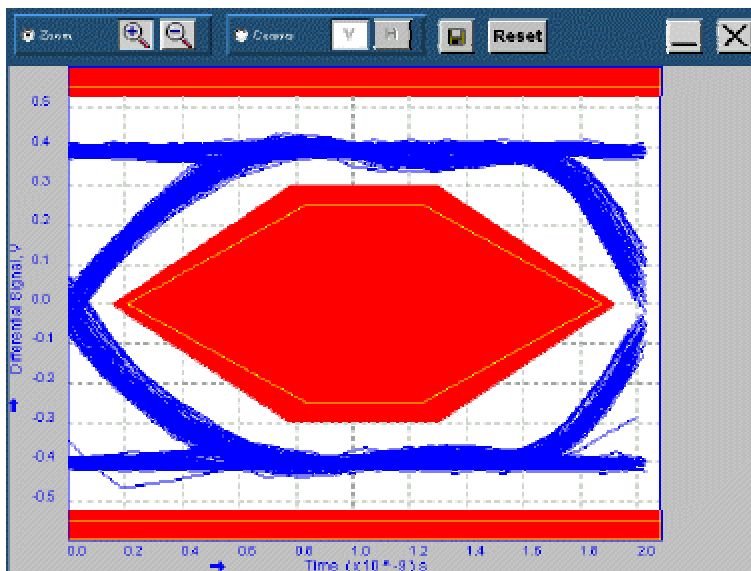 Zoom
Cursor
V
H
Reset
0.5
0.4
0.3
0.2
0.1
0.0
-0.1
-0.2
-0.3
-0.4
-0.5
Differential Signal, V
0.0 0.2 0.4 0.6 0.8 1.0 1.2 1.4 1.6 1.8 2.0
Time (x10^-9)s